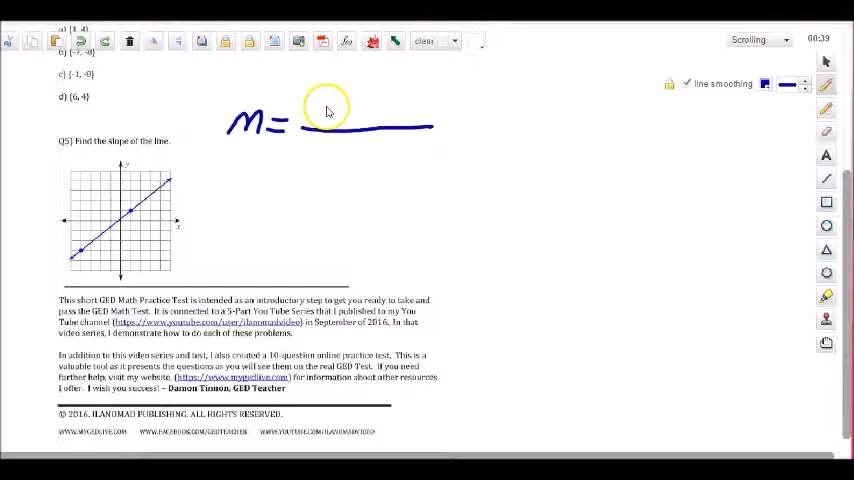 clear
Scrolling
00:39
line smoothing
b) {-7, -8}
c) {-1, -8}
d) {6, 4}
M =
Q5) Find the slope of the line.
y
x
This short GED Math Practice Test is intended as an introductory step to get you ready to take and
pass the GED Math Test. It is connected to a 5-Part You Tube Series that I published to my You
Tube channel (https://www.youtube.com/user/ilanomadvideo) in September of 2016. In that
video series, I demonstrate how to do each of these problems.
In addition to this video series and test, I also created a 10-question online practice test. This is a
valuable tool as it presents the questions as you will see them on the real GED Test. If you need
further help, visit my website, (https://www.mygedlive.com) for information about other resources
I offer. I wish you success! – Damon Tinnon, GED Teacher
© 2016. ILANOMAD PUBLISHING. ALL RIGHTS RESERVED.
WWW.MYGEDLIVE.COM WWW.FACEBOOK.COM/GEDTEACHER WWW.YOUTUBE.COM/ILANOMADVIDEO